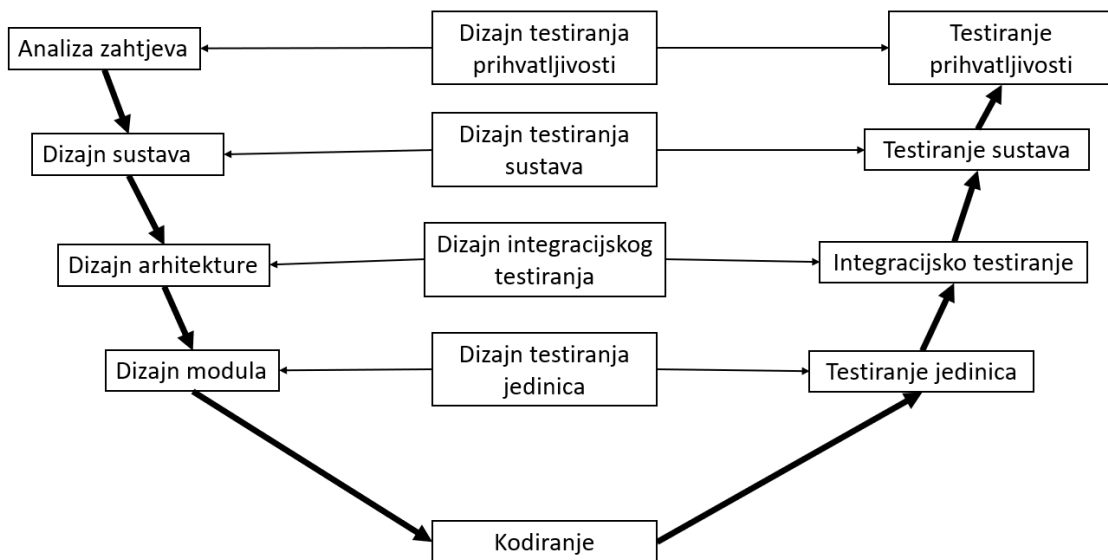 Analiza zahtjeva
Dizajn testiranja
prihvatljivosti
Testiranje
prihvatljivosti
Dizajn sustava
Dizajn testiranja
sustava
Testiranje sustava
Dizajn arhitekture
Dizajn integracijskog
testiranja
Integracijsko testiranje
Dizajn modula
Dizajn testiranja
jedinica
Testiranje jedinica
Kodiranje